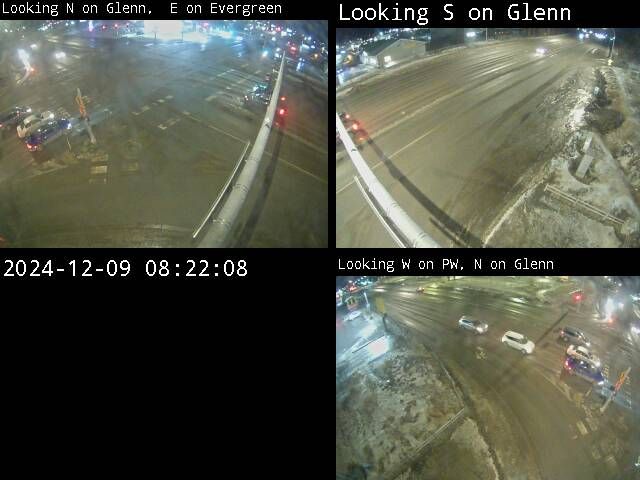 Looking N on Glenn,  E on Evergreen
Looking S on Glenn
2024-12-09 08:22:08
Looking W on PW, N on Glenn